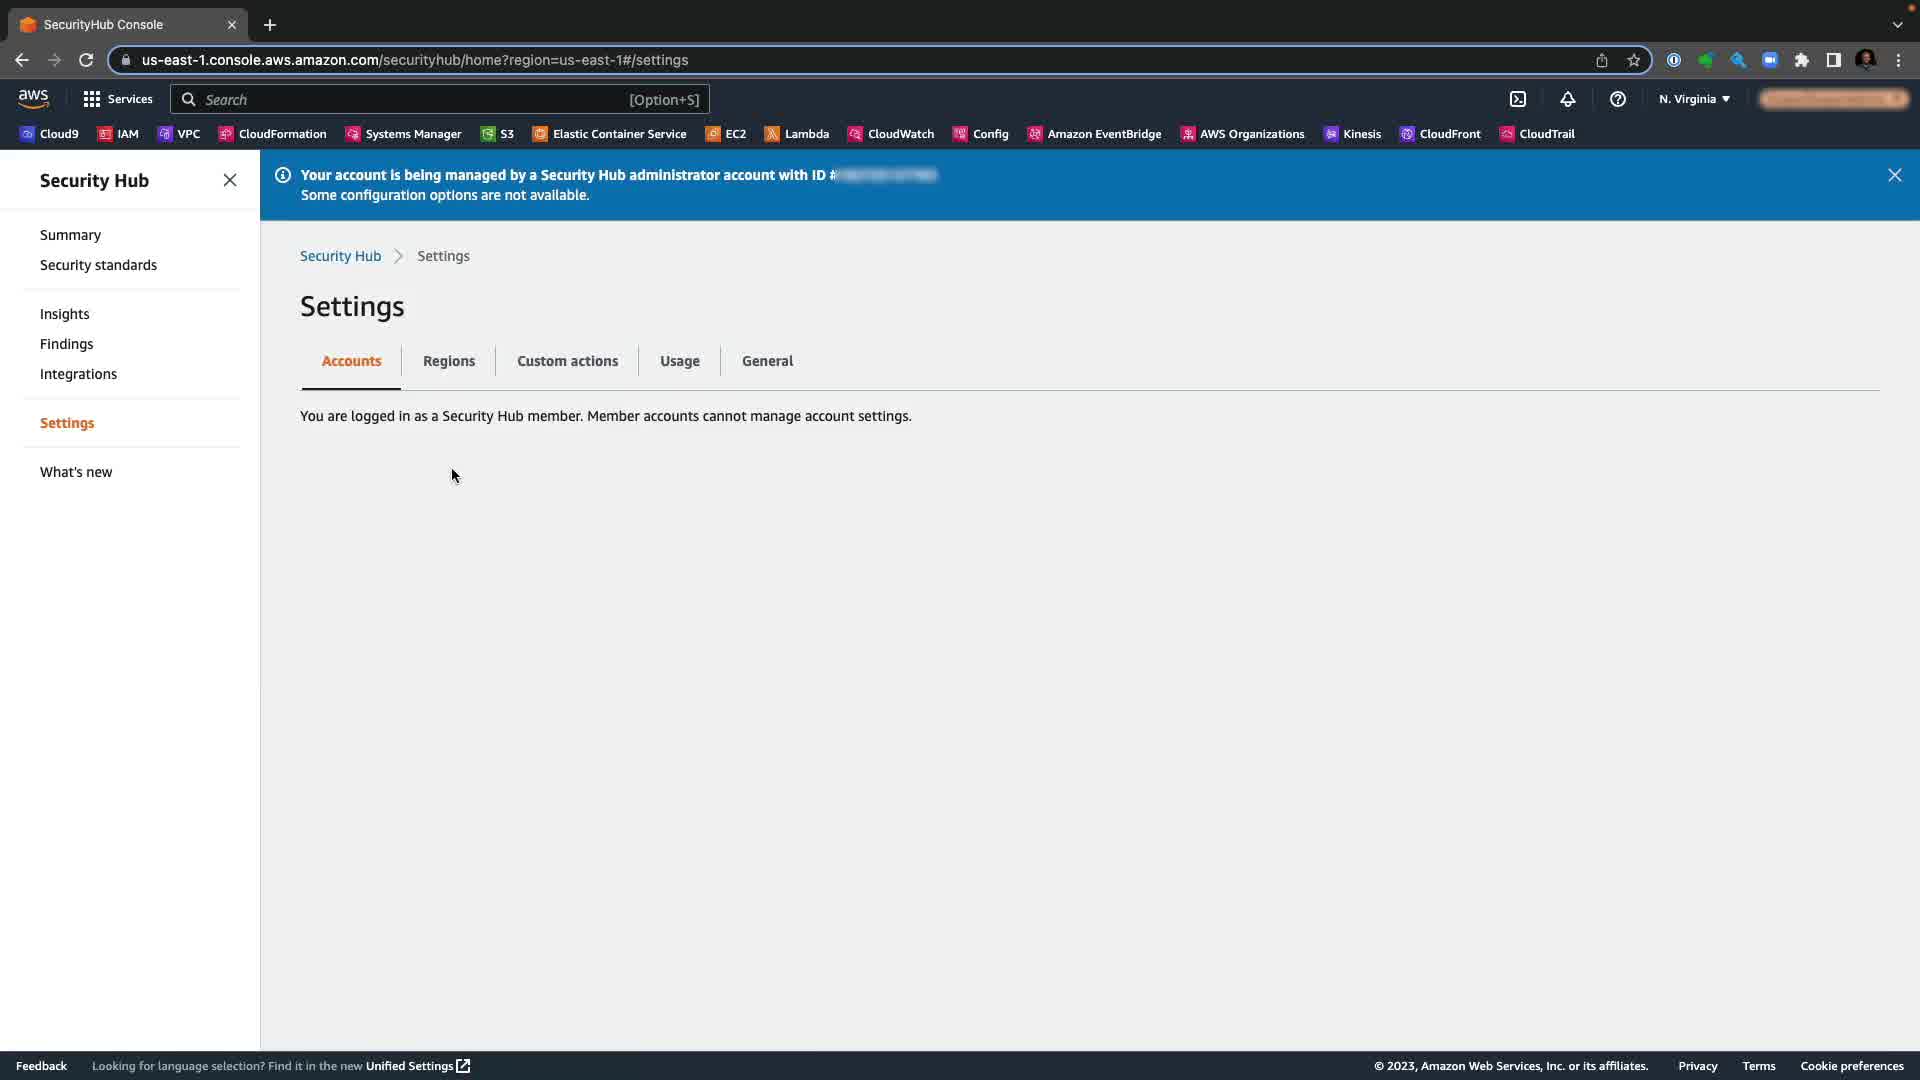 SecurityHub Console
us-east-1.console.aws.amazon.com/securityhub/home?region=us-east-1#/settings
aws Services Search [Option+S] N. Virginia
Cloud9 IAM VPC CloudFormation Systems Manager S3 Elastic Container Service EC2 Lambda CloudWatch Config Amazon EventBridge AWS Organizations Kinesis CloudFront CloudTrail
Security Hub
Summary
Security standards
Insights
Findings
Integrations
Settings
What's new
Your account is being managed by a Security Hub administrator account with ID #
Some configuration options are not available.
Security Hub Settings
Settings
Accounts Regions Custom actions Usage General
You are logged in as a Security Hub member. Member accounts cannot manage account settings.
Feedback Looking for language selection? Find it in the new Unified Settings © 2023, Amazon Web Services, Inc. or its affiliates. Privacy Terms Cookie preferences